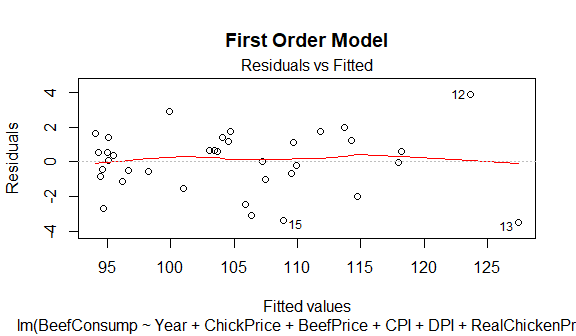 First Order Model
Residuals vs Fitted
Residuals
4
2
0
-2
-4
12
15
13
95 100 105 110 115 120 125
Fitted values
lm(BeefConsump ~ Year + ChickPrice + BeefPrice + CPI + DPI + RealChickenPr